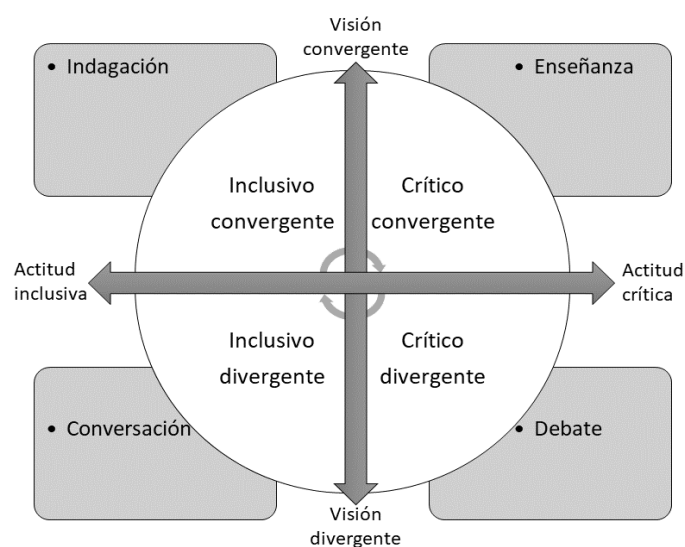 Visión
convergente
• Indagación
• Enseñanza
Inclusivo
convergente
Crítico
convergente
Actitud
inclusiva
Actitud
crítica
Inclusivo
divergente
Crítico
divergente
• Conversación
• Debate
Visión
divergente